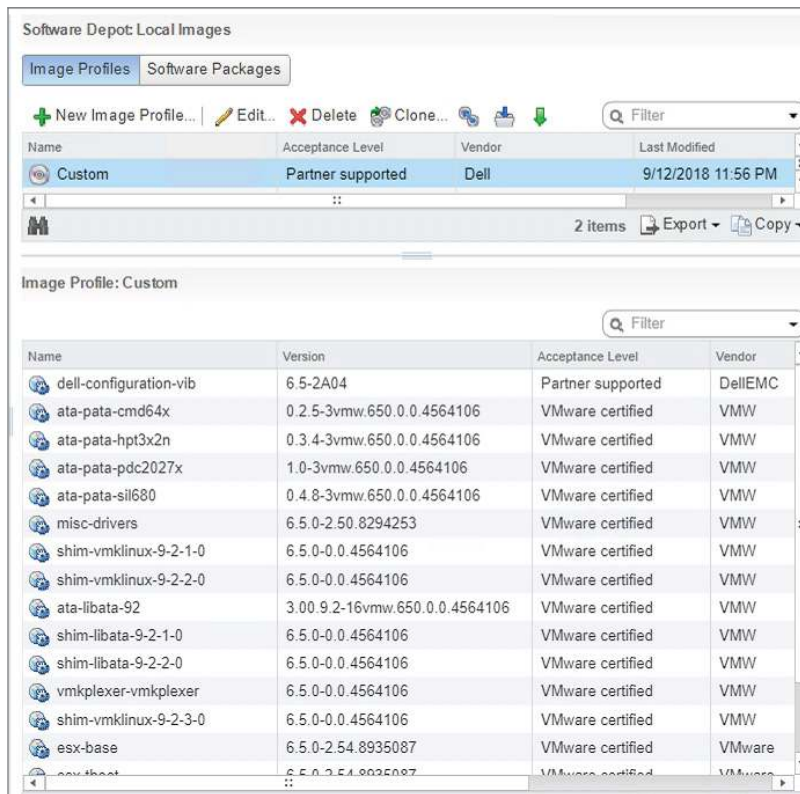 Software Depot: Local Images
Image Profiles Software Packages
New Image Profile... Edit... Delete Clone... Filter
Name Acceptance Level Vendor Last Modified
Custom Partner supported Dell 9/12/2018 11:56 PM
2 items Export Copy
Image Profile: Custom
Filter
Name Version Acceptance Level Vendor
dell-configuration-vib 6.5-2A04 Partner supported DellEMC
ata-pata-cmd64x 0.2.5-3vmw.650.0.0.4564106 VMware certified VMW
ata-pata-hpt3x2n 0.3.4-3vmw.650.0.0.4564106 VMware certified VMW
ata-pata-pdc2027x 1.0-3vmw.650.0.0.4564106 VMware certified VMW
ata-pata-sil680 0.4.8-3vmw.650.0.0.4564106 VMware certified VMW
misc-drivers 6.5.0-2.50.8294253 VMware certified VMW
shim-vmklinux-9-2-1-0 6.5.0-0.0.4564106 VMware certified VMW
shim-vmklinux-9-2-2-0 6.5.0-0.0.4564106 VMware certified VMW
ata-libata-92 3.00.9.2-16vmw.650.0.0.4564106 VMware certified VMW
shim-libata-9-2-1-0 6.5.0-0.0.4564106 VMware certified VMW
shim-libata-9-2-2-0 6.5.0-0.0.4564106 VMware certified VMW
vmkplexer-vmkplexer 6.5.0-0.0.4564106 VMware certified VMW
shim-vmklinux-9-2-3-0 6.5.0-0.0.4564106 VMware certified VMW
esx-base 6.5.0-2.54.8935087 VMware certified VMware
6.5.0-2.54.8935087 VMware certified VMware